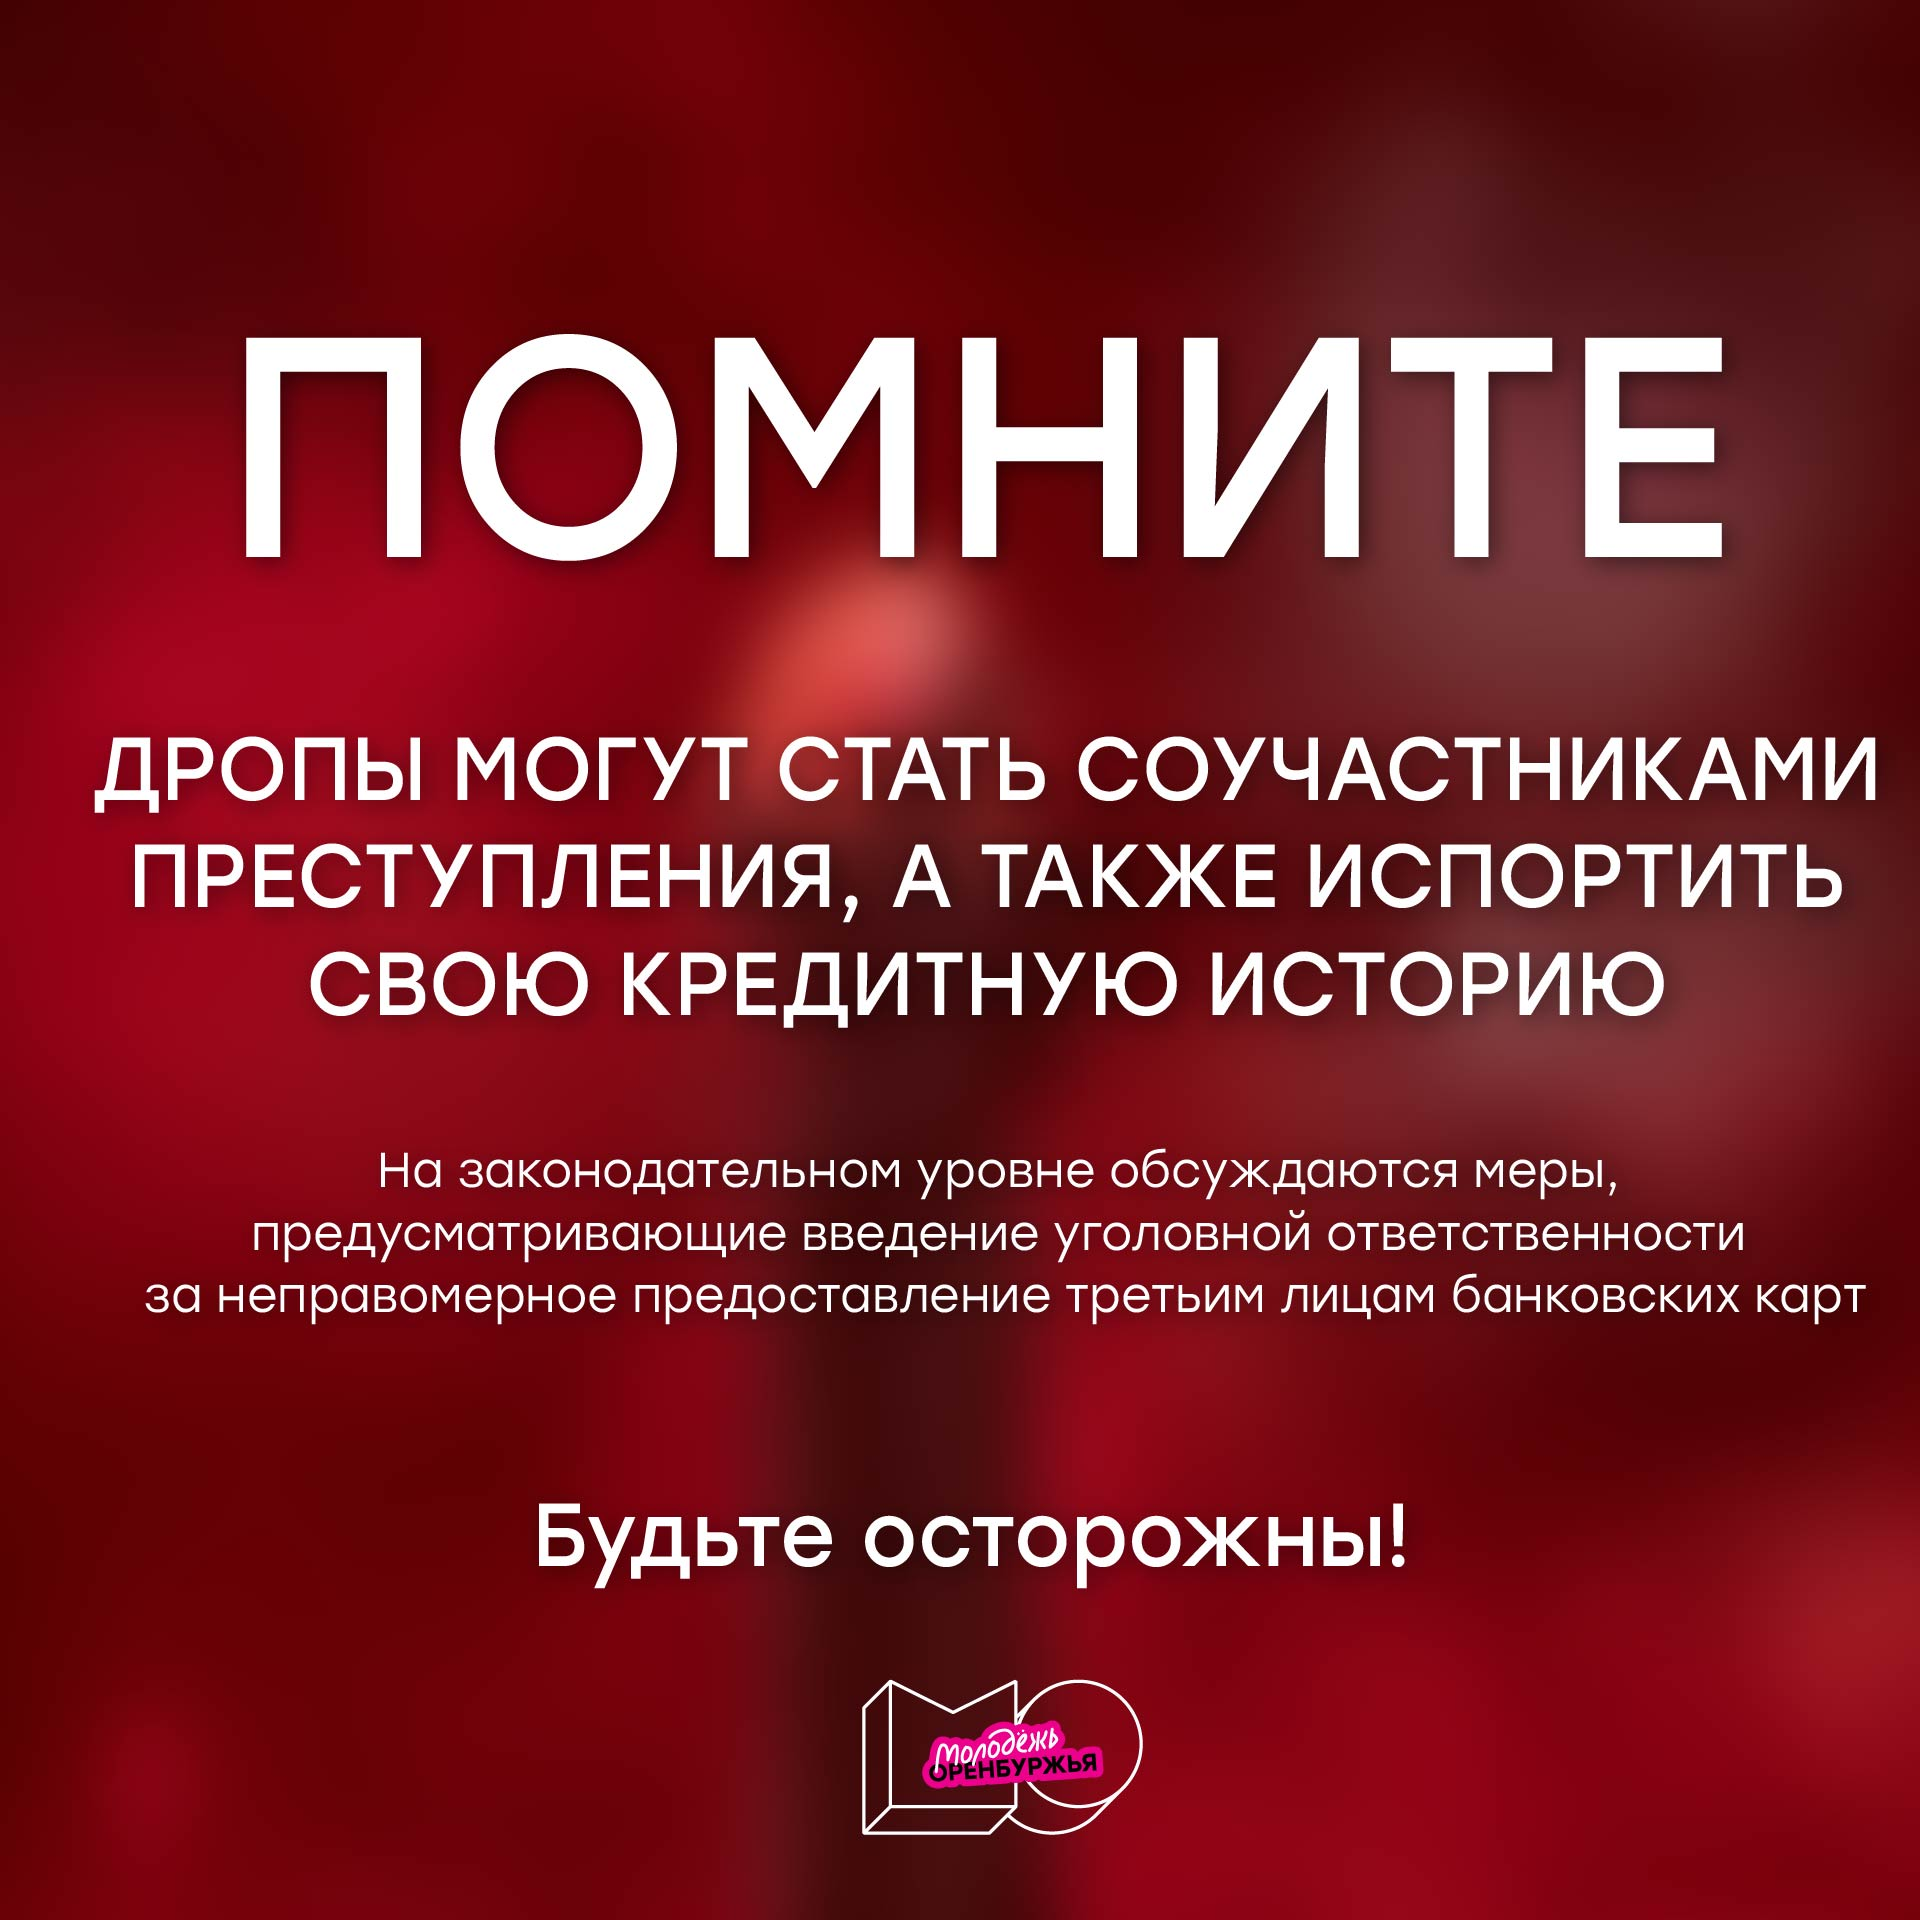 ПОМНИТЕ
ДРОПЫ МОГУТ СТАТЬ СОУЧАСТНИКАМИ
ПРЕСТУПЛЕНИЯ, А ТАКЖЕ ИСПОРТИТЬ
СВОЮ КРЕДИТНУЮ ИСТОРИЮ
На законодательном уровне обсуждаются меры,
предусматривающие введение уголовной ответственности
за неправомерное предоставление третьим лицам банковских карт
Будьте осторожны!
Молодёжь
ОРЕНБУРЖЬЯ